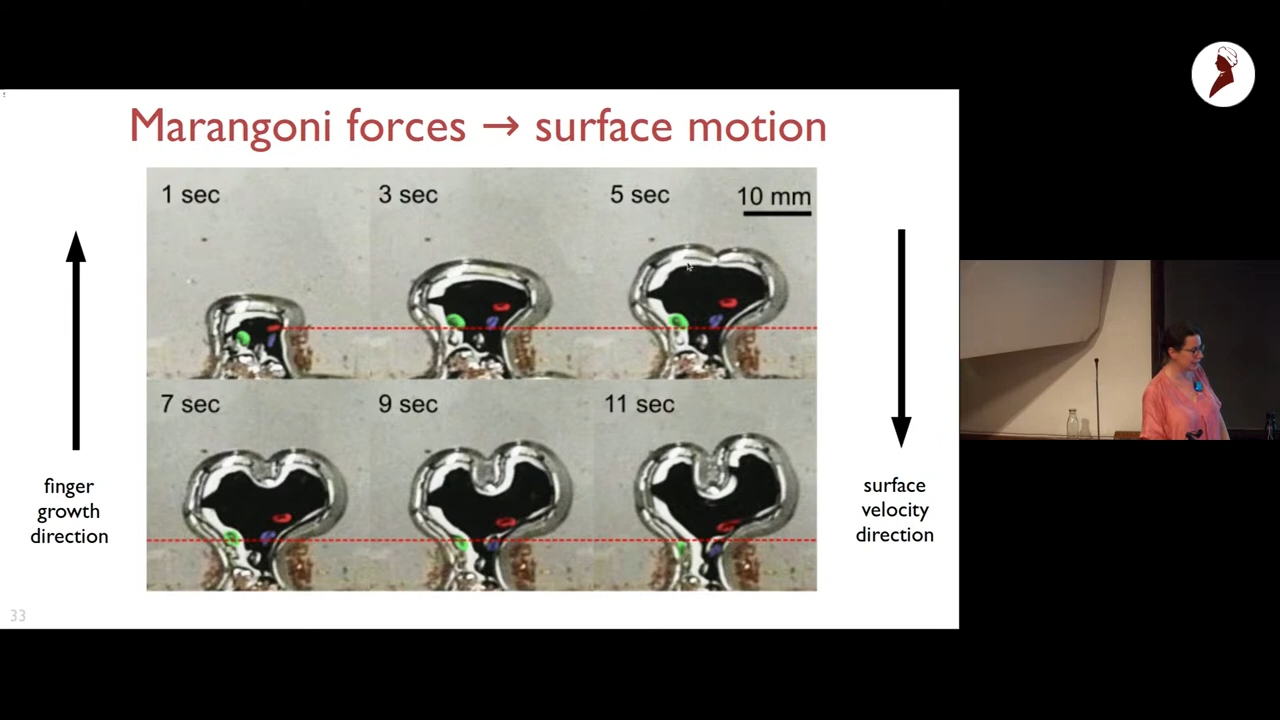 Marangoni forces → surface motion
1 sec
3 sec
5 sec
10 mm
7 sec
9 sec
11 sec
finger
growth
direction
surface
velocity
direction
33